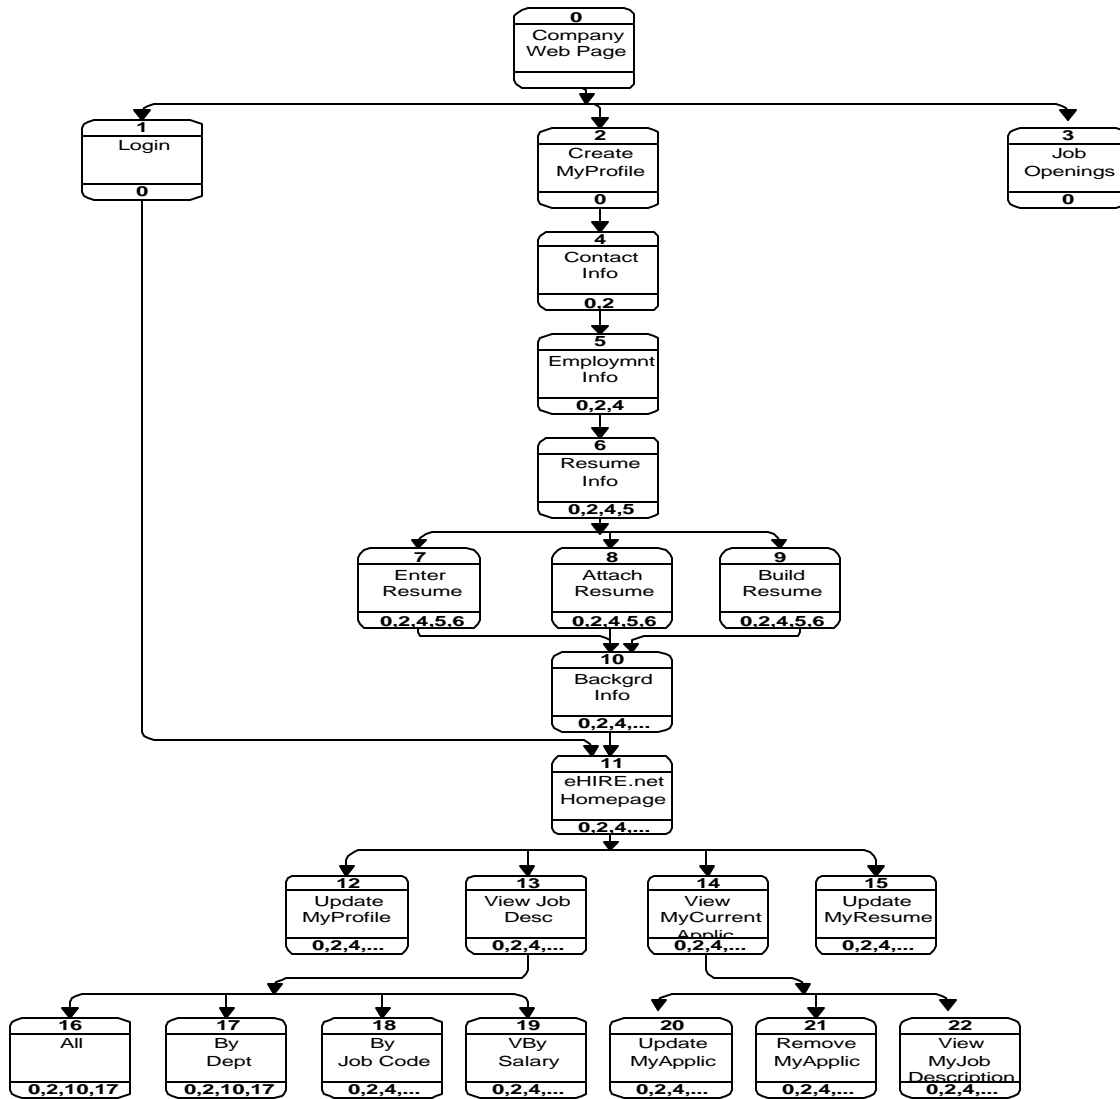 0
Company
Web Page
1
Login
0
2
Create
MyProfile
0
3
Job
Openings
0
4
Contact
Info
0,2
5
Employmnt
Info
0,2,4
6
Resume
Info
0,2,4,5
7
Enter
Resume
0,2,4,5,6
8
Attach
Resume
0,2,4,5,6
9
Build
Resume
0,2,4,5,6
10
Backgrd
Info
0,2,4,...
11
eHIRE.net
Homepage
0,2,4,...
12
Update
MyProfile
0,2,4,...
13
View Job
Desc
0,2,4,...
14
View
MyCurrent
Applic
0,2,4,...
15
Update
MyResume
0,2,4,...
16
All
0,2,10,17
17
By
Dept
0,2,10,17
18
By
Job Code
0,2,4,...
19
VBy
Salary
0,2,4,...
20
Update
MyApplic
0,2,4,...
21
Remove
MyApplic
0,2,4,...
22
View
MyJob
Description
0,2,4,...